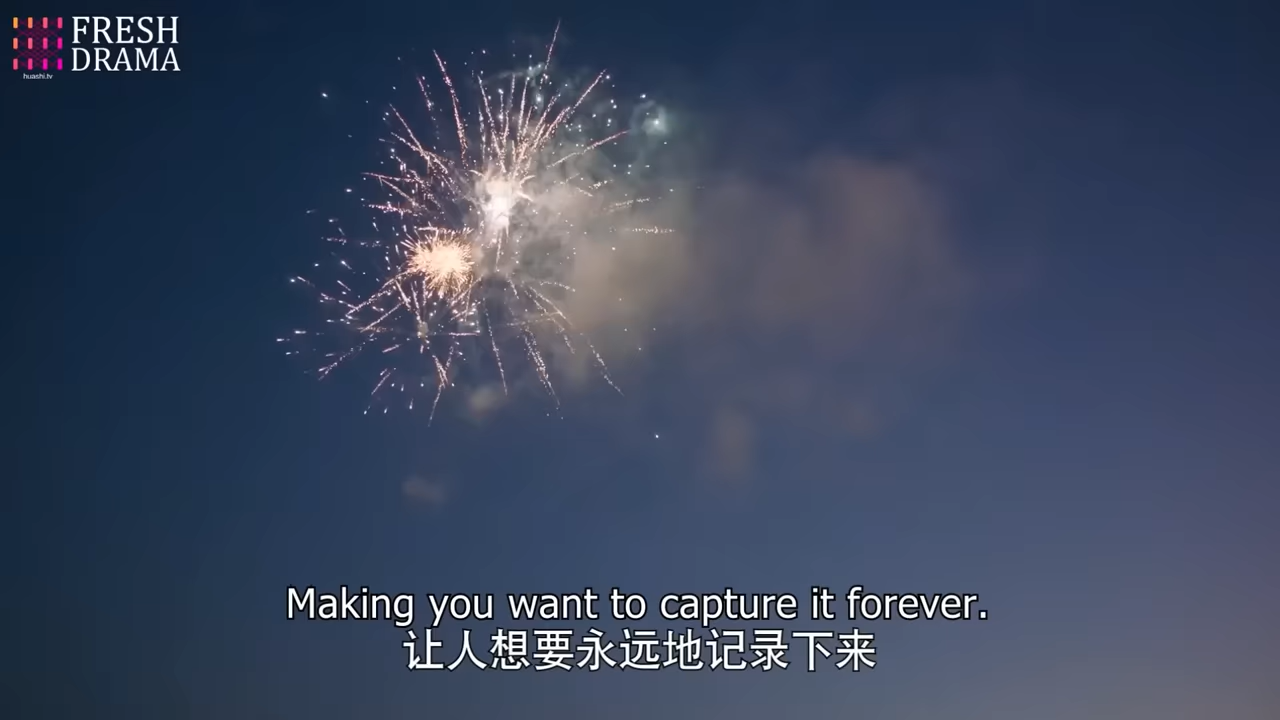 FRESH
DRAMA
huashi.tv
Making you want to capture it forever.
让人想要永远地记录下来